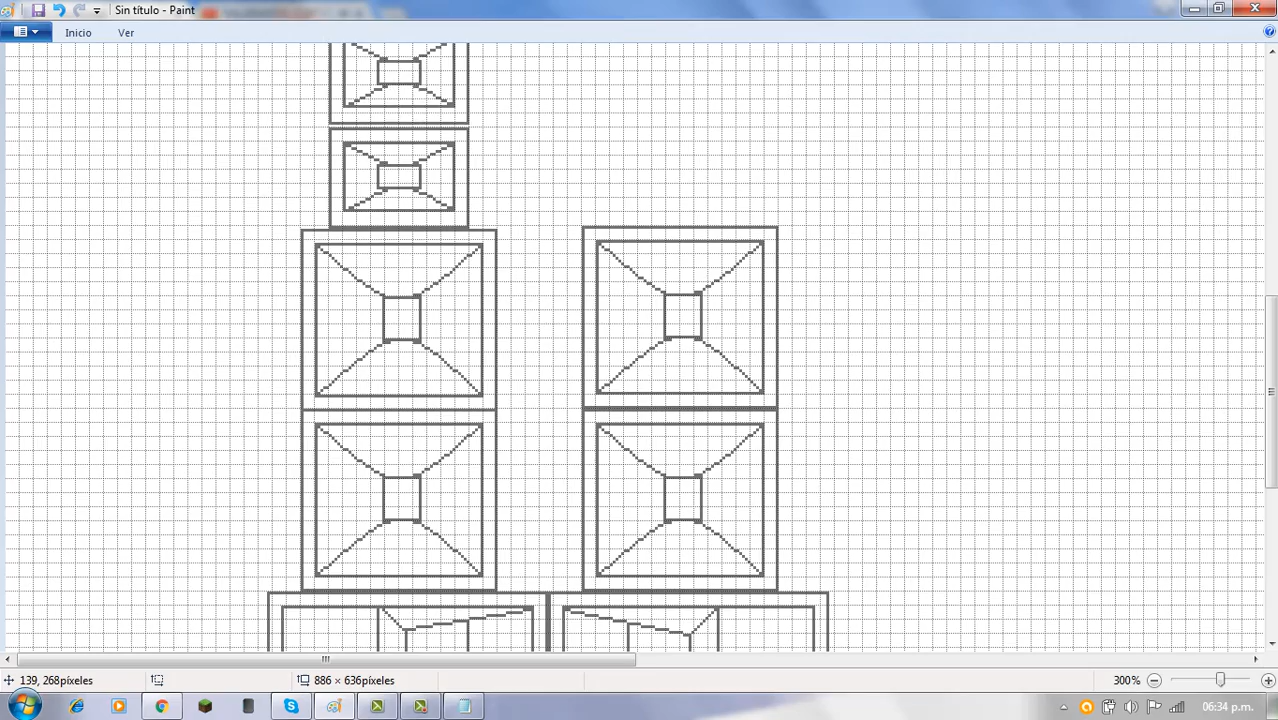 Sin título - Paint
Inicio Ver
139, 268píxeles
886 × 636píxeles
300%
06:34 p.m.